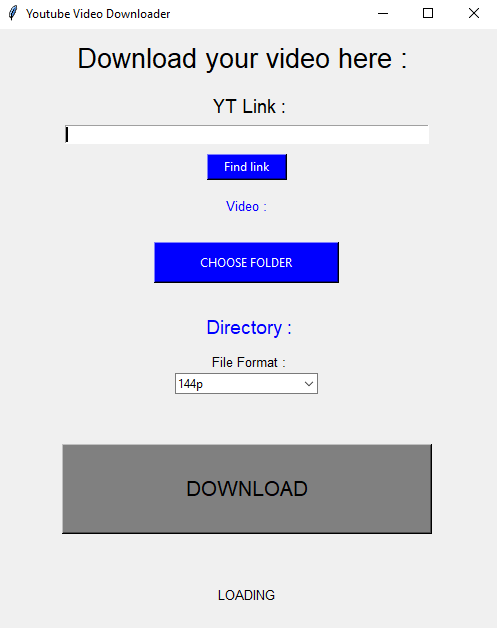 Youtube Video Downloader
Download your video here :
YT Link :
Find link
Video :
CHOOSE FOLDER
Directory :
File Format :
144p
DOWNLOAD
LOADING